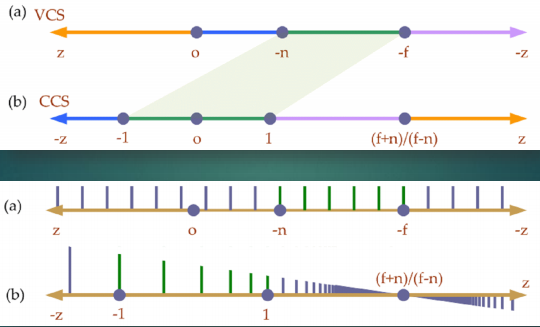 (a) VCS
z o -n -f -z
(b) CCS
-z -1 o 1 (f+n)/(f-n) z
(a)
z o -n -f -z
(f+n)/(f-n) z
(b)
-z -1 1